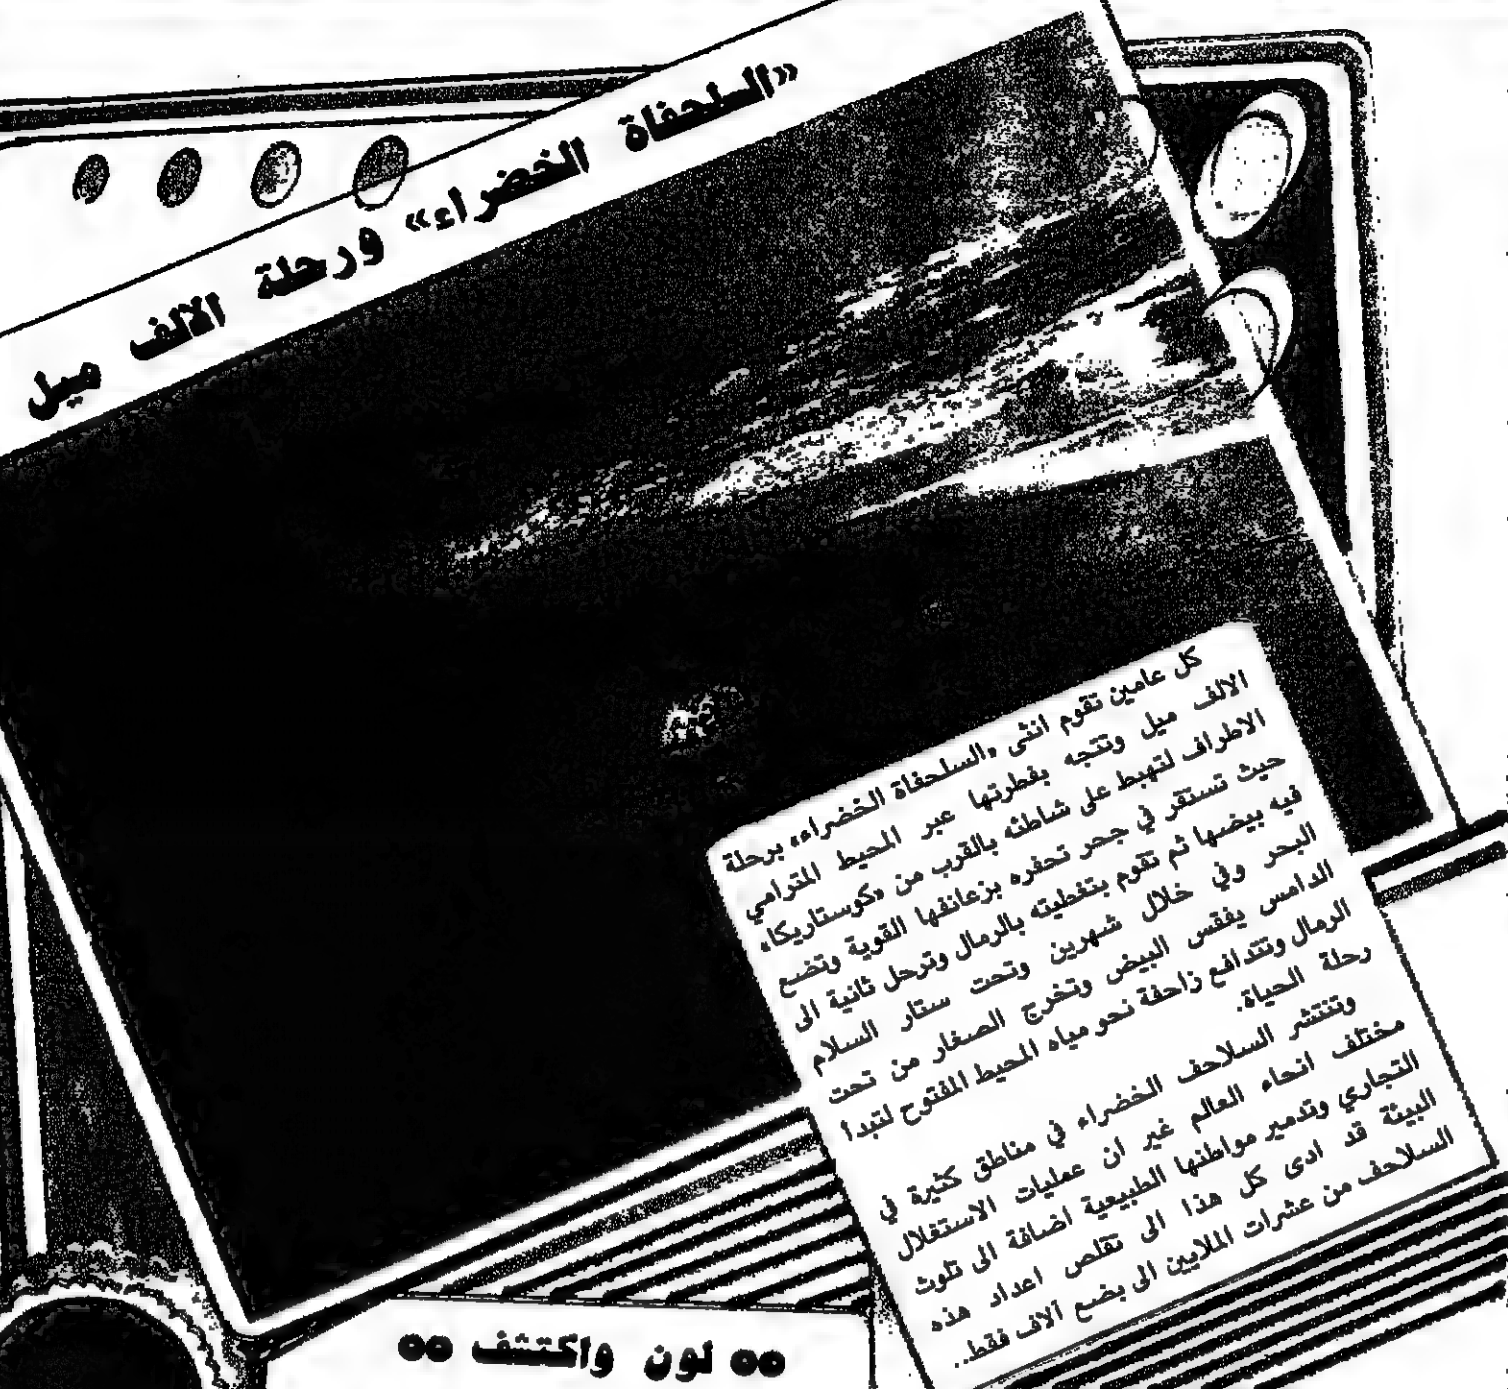 «السلحفاة الخضراء» ورحلة الالف ميل
كل عامين تقوم انثى «السلحفاة الخضراء» برحلة
الالف ميل وتتجه بفطرتها عبر المحيط المترامي
الاطراف لتهبط على شاطئه بالقرب من «كوستاريكا»
حيث تستقر في جحر تحفره بزعانفها القوية وتضع
فيه بيضها ثم تقوم بتغطيته بالرمال وترحل ثانية الى
البحر وفي خلال شهرين وتحت ستار السلام
الدامس يفقس البيض وتخرج الصغار من تحت
الرمال وتتدافع زاحفة نحو مياه المحيط المفتوح لتبدأ
رحلة الحياة.
وتنتشر السلاحف الخضراء في مناطق كثيرة في
مختلف انحاء العالم غير ان عمليات الاستغلال
التجاري وتدمير مواطنها الطبيعية اضافة الى تلوث
البيئة قد ادى كل هذا الى تقلص اعداد هذه
السلاحف من عشرات الملايين الى بضع آلاف فقط..
لون واكتشف